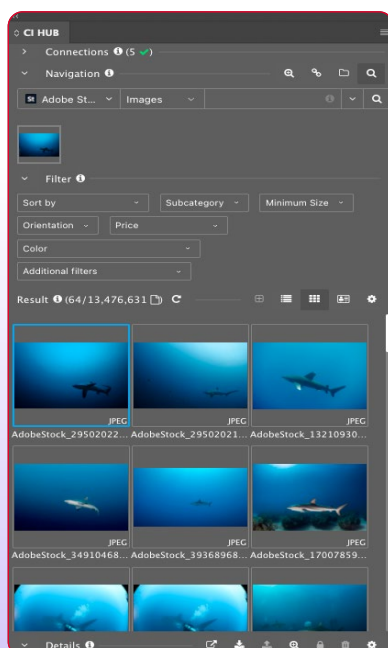 CI HUB
Connections (5 ✓)
Navigation
St Adobe St... Images
Filter
Sort by Subcategory Minimum Size
Orientation Price
Color
Additional filters
Result (64/13,476,631)
JPEG JPEG JPEG
AdobeStock_29502022... AdobeStock_29502021... AdobeStock_13210930...
JPEG JPEG JPEG
AdobeStock_34910468... AdobeStock_39368968... AdobeStock_17007859...
Details